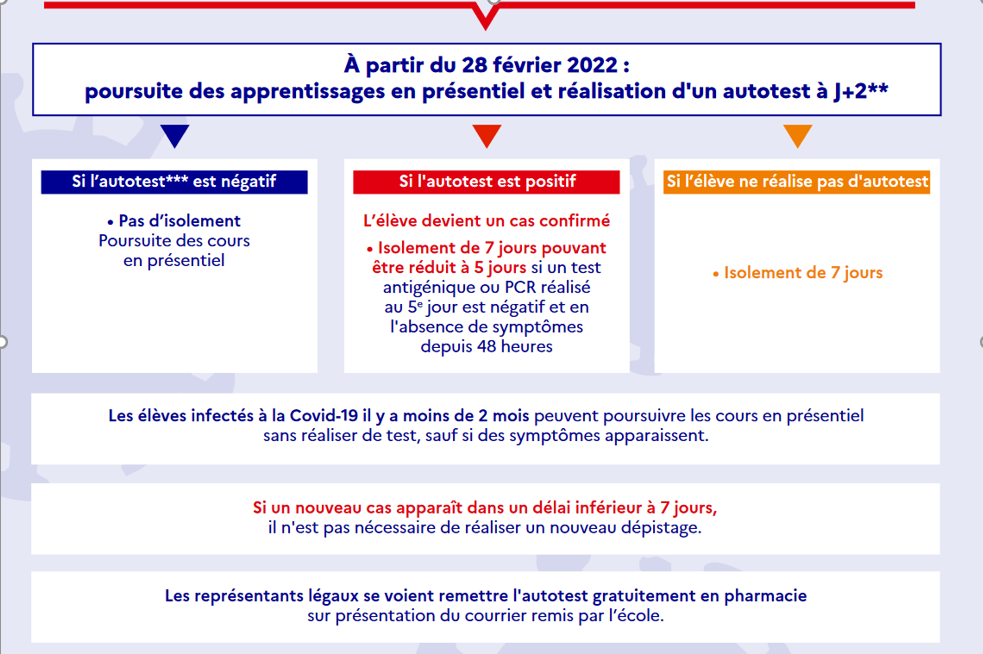 À partir du 28 février 2022 :
poursuite des apprentissages en présentiel et réalisation d'un autotest à J+2**
Si l’autotest*** est négatif
• Pas d’isolement
Poursuite des cours
en présentiel
Si l'autotest est positif
L’élève devient un cas confirmé
• Isolement de 7 jours pouvant
être réduit à 5 jours si un test
antigénique ou PCR réalisé
au 5e jour est négatif et en
l'absence de symptômes
depuis 48 heures
Si l’élève ne réalise pas d'autotest
• Isolement de 7 jours
Les élèves infectés à la Covid-19 il y a moins de 2 mois peuvent poursuivre les cours en présentiel
sans réaliser de test, sauf si des symptômes apparaissent.
Si un nouveau cas apparaît dans un délai inférieur à 7 jours,
il n'est pas nécessaire de réaliser un nouveau dépistage.
Les représentants légaux se voient remettre l'autotest gratuitement en pharmacie
sur présentation du courrier remis par l’école.